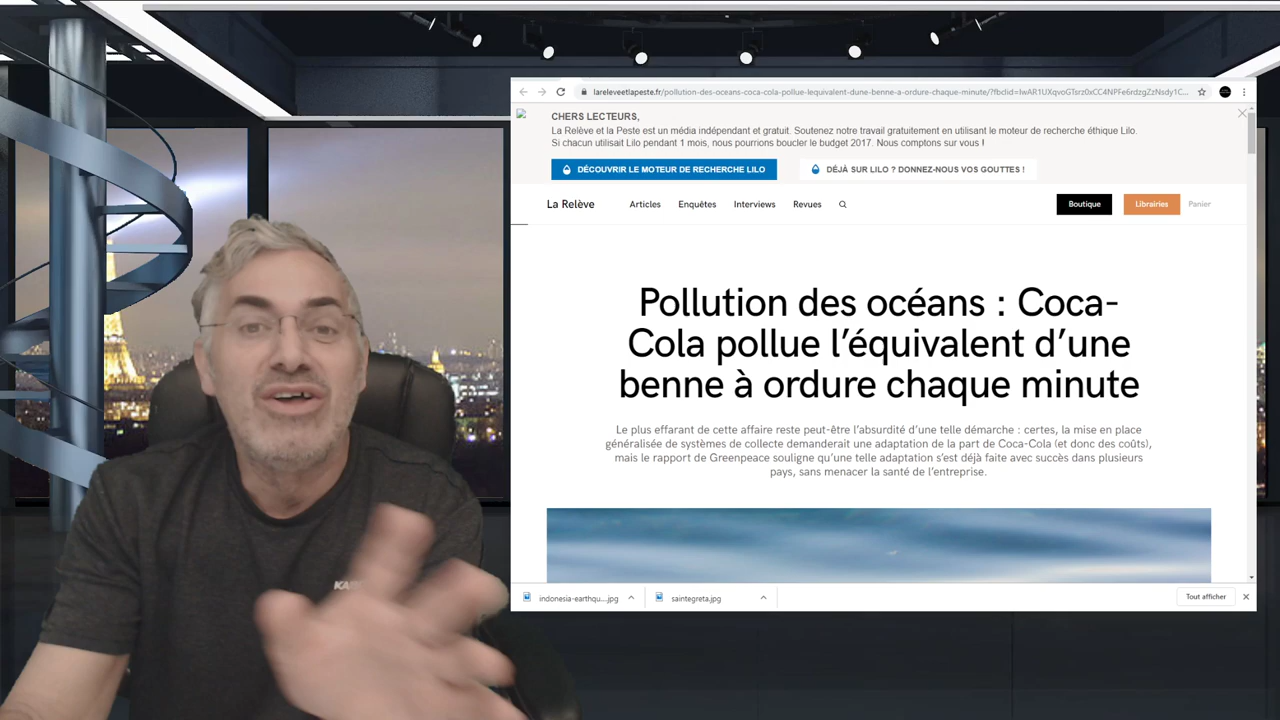 lareleveetlapeste.fr/pollution-des-oceans-coca-cola-pollue-lequivalent-dune-benne-a-ordure-chaque-minute/?fbclid=IwAR1UXqvoGTsrz0xCC4NPFe6rdzgZzNsdy1C...
CHERS LECTEURS,
La Relève et la Peste est un média indépendant et gratuit. Soutenez notre travail gratuitement en utilisant le moteur de recherche éthique Lilo.
Si chacun utilisait Lilo pendant 1 mois, nous pourrions boucler le budget 2017. Nous comptons sur vous !
DÉCOUVRIR LE MOTEUR DE RECHERCHE LILO DÉJÀ SUR LILO ? DONNEZ-NOUS VOS GOUTTES !
La Relève Articles Enquêtes Interviews Revues Boutique Librairies Panier
Pollution des océans : Coca-
Cola pollue l'équivalent d'une
benne à ordure chaque minute
Le plus effarant de cette affaire reste peut-être l'absurdité d'une telle démarche : certes, la mise en place
généralisée de systèmes de collecte demanderait une adaptation de la part de Coca-Cola (et donc des coûts),
mais le rapport de Greenpeace souligne qu'une telle adaptation s'est déjà faite avec succès dans plusieurs
pays, sans menacer la santé de l'entreprise.
indonesia-earthqu....jpg saintegreta.jpg Tout afficher